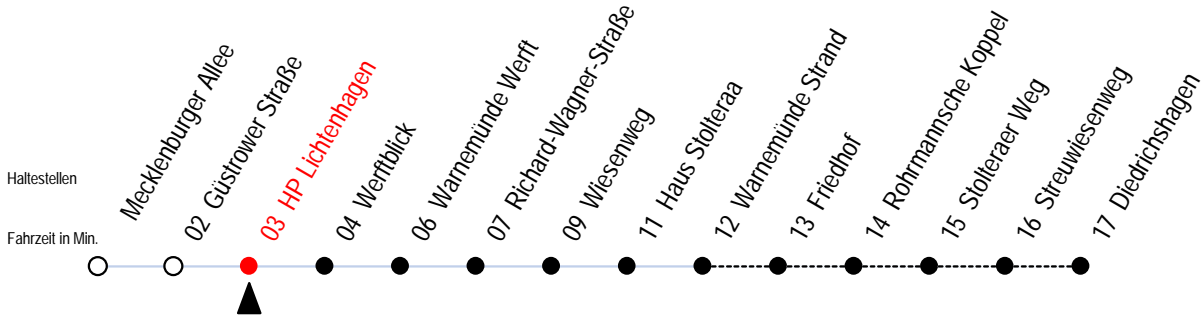 Haltestellen
Fahrzeit in Min.
Mecklenburger Allee
02 Güstrower Straße
03 HP Lichtenhagen
04 Werftblick
06 Warnemünde Werft
07 Richard-Wagner-Straße
09 Wiesenweg
11 Haus Stolteraa
12 Warnemünde Strand
13 Friedhof
14 Rohrmannsche Koppel
15 Stolteraer Weg
16 Streuwiesenweg
17 Diedrichshagen